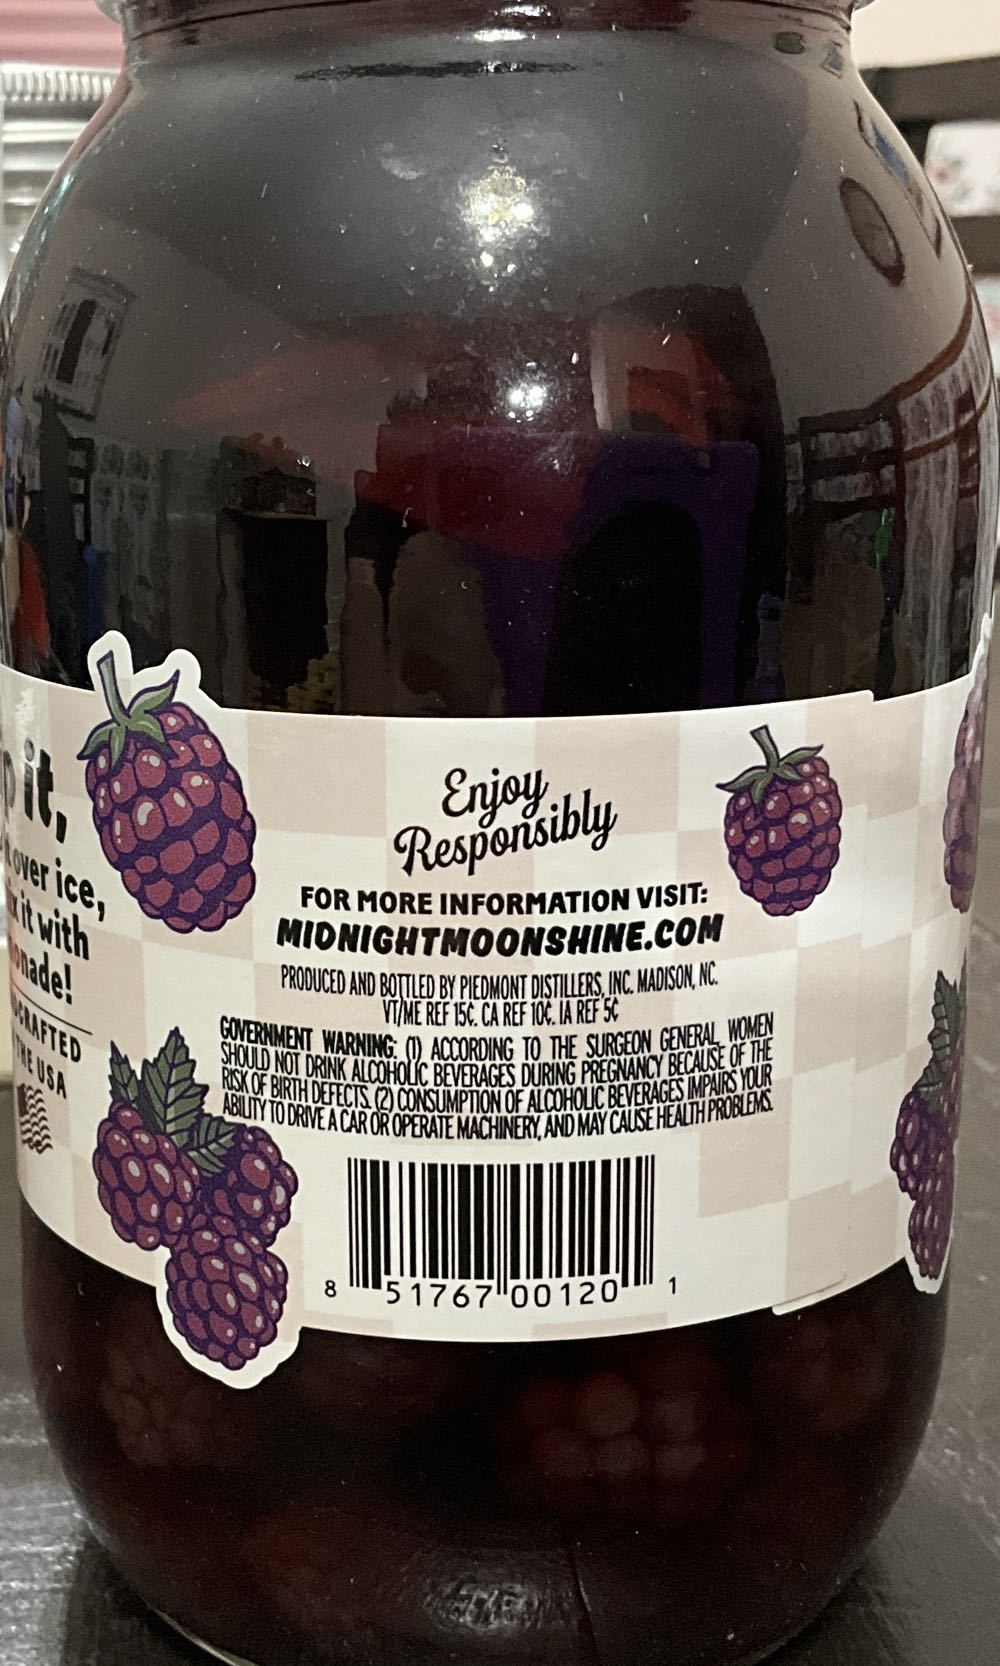 it,
over ice,
it with
Enjoy
Responsibly
FOR MORE INFORMATION VISIT:
MIDNIGHTMOONSHINE.COM
PRODUCED AND BOTTLED BY PIEDMONT DISTILLERS, INC. MADISON, NC.
VT/ME REF 15¢. CA REF 10¢. IA REF 5¢
GOVERNMENT WARNING: (1) ACCORDING TO THE SURGEON GENERAL, WOMEN
SHOULD NOT DRINK ALCOHOLIC BEVERAGES DURING PREGNANCY BECAUSE OF THE
RISK OF BIRTH DEFECTS. (2) CONSUMPTION OF ALCOHOLIC BEVERAGES IMPAIRS YOUR
ABILITY TO DRIVE A CAR OR OPERATE MACHINERY, AND MAY CAUSE HEALTH PROBLEMS.
8 51767 00120 1
THE USA